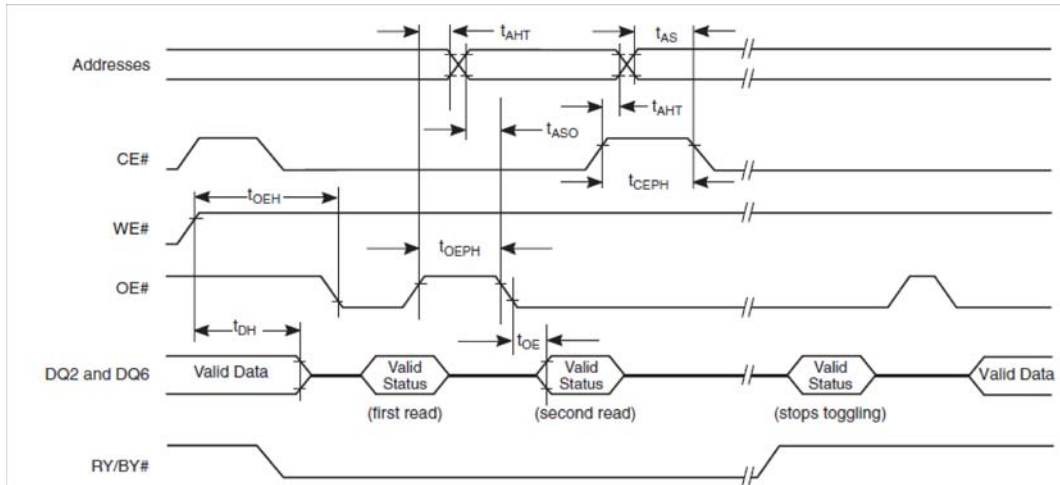 tAHT
tAS
Addresses
tAHT
tASO
CE#
tCEPH
tOEH
WE#
tOEPH
OE#
tDH
tOE
DQ2 and DQ6
Valid Data
Valid
Status
Valid
Status
Valid
Status
Valid Data
(first read)
(second read)
(stops toggling)
RY/BY#